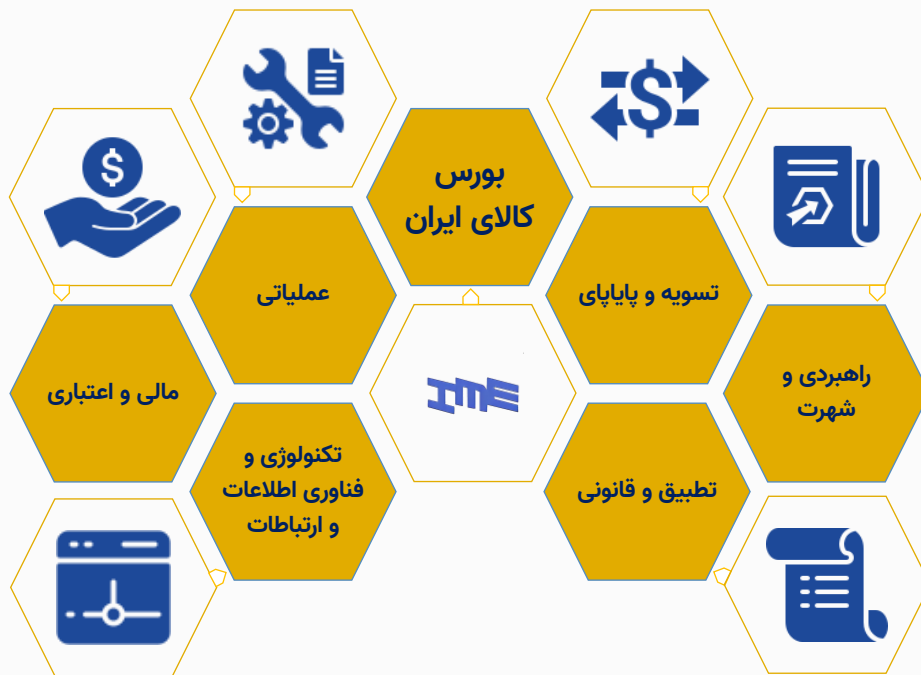 بورس
کالای ایران
تسویه و پایاپای
عملیاتی
راهبردی و
شهرت
مالی و اعتباری
IME
تکنولوژی و
فناوری اطلاعات
و ارتباطات
تطبیق و قانونی